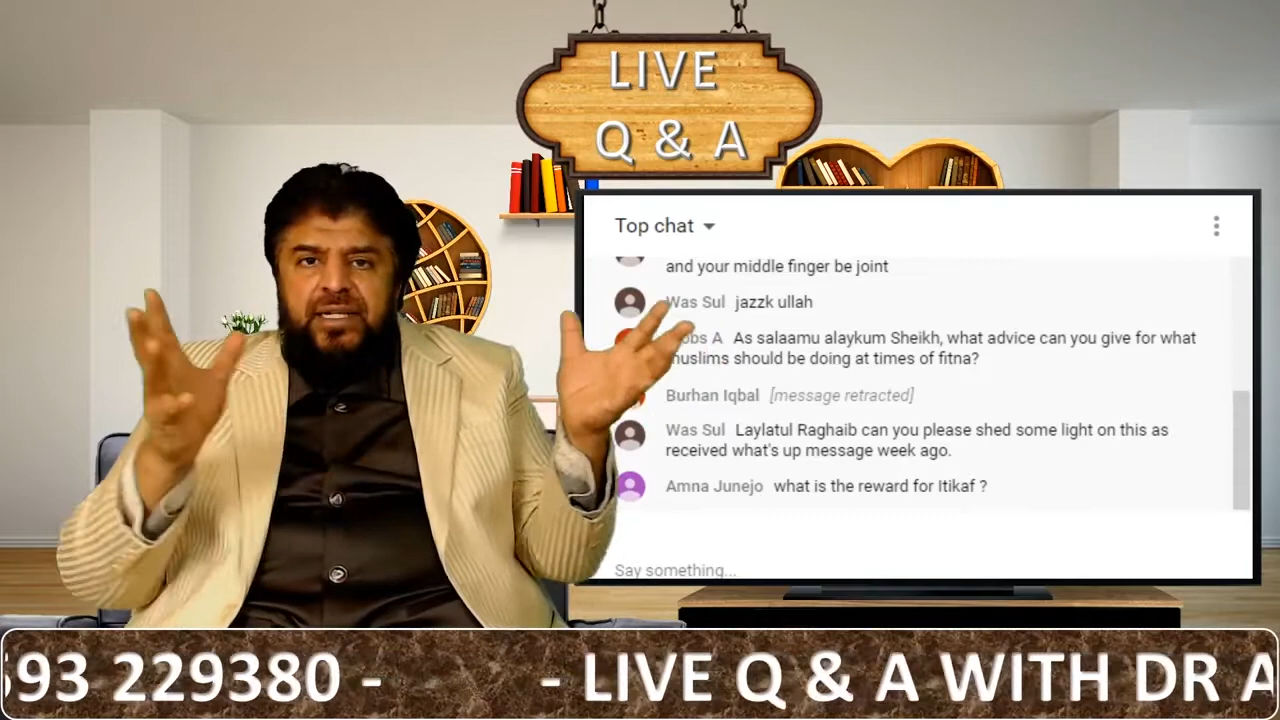 LIVE
Q & A
Top chat
and your middle finger be joint
Was Sul jazzk ullah
As salaamu alaykum Sheikh, what advice can you give for what
muslims should be doing at times of fitna?
Burhan Iqbal [message retracted]
Was Sul Laylatul Raghaib can you please shed some light on this as
received what's up message week ago.
Amna Junejo what is the reward for Itikaf ?
Say something...
93 229380 - - LIVE Q & A WITH DR A